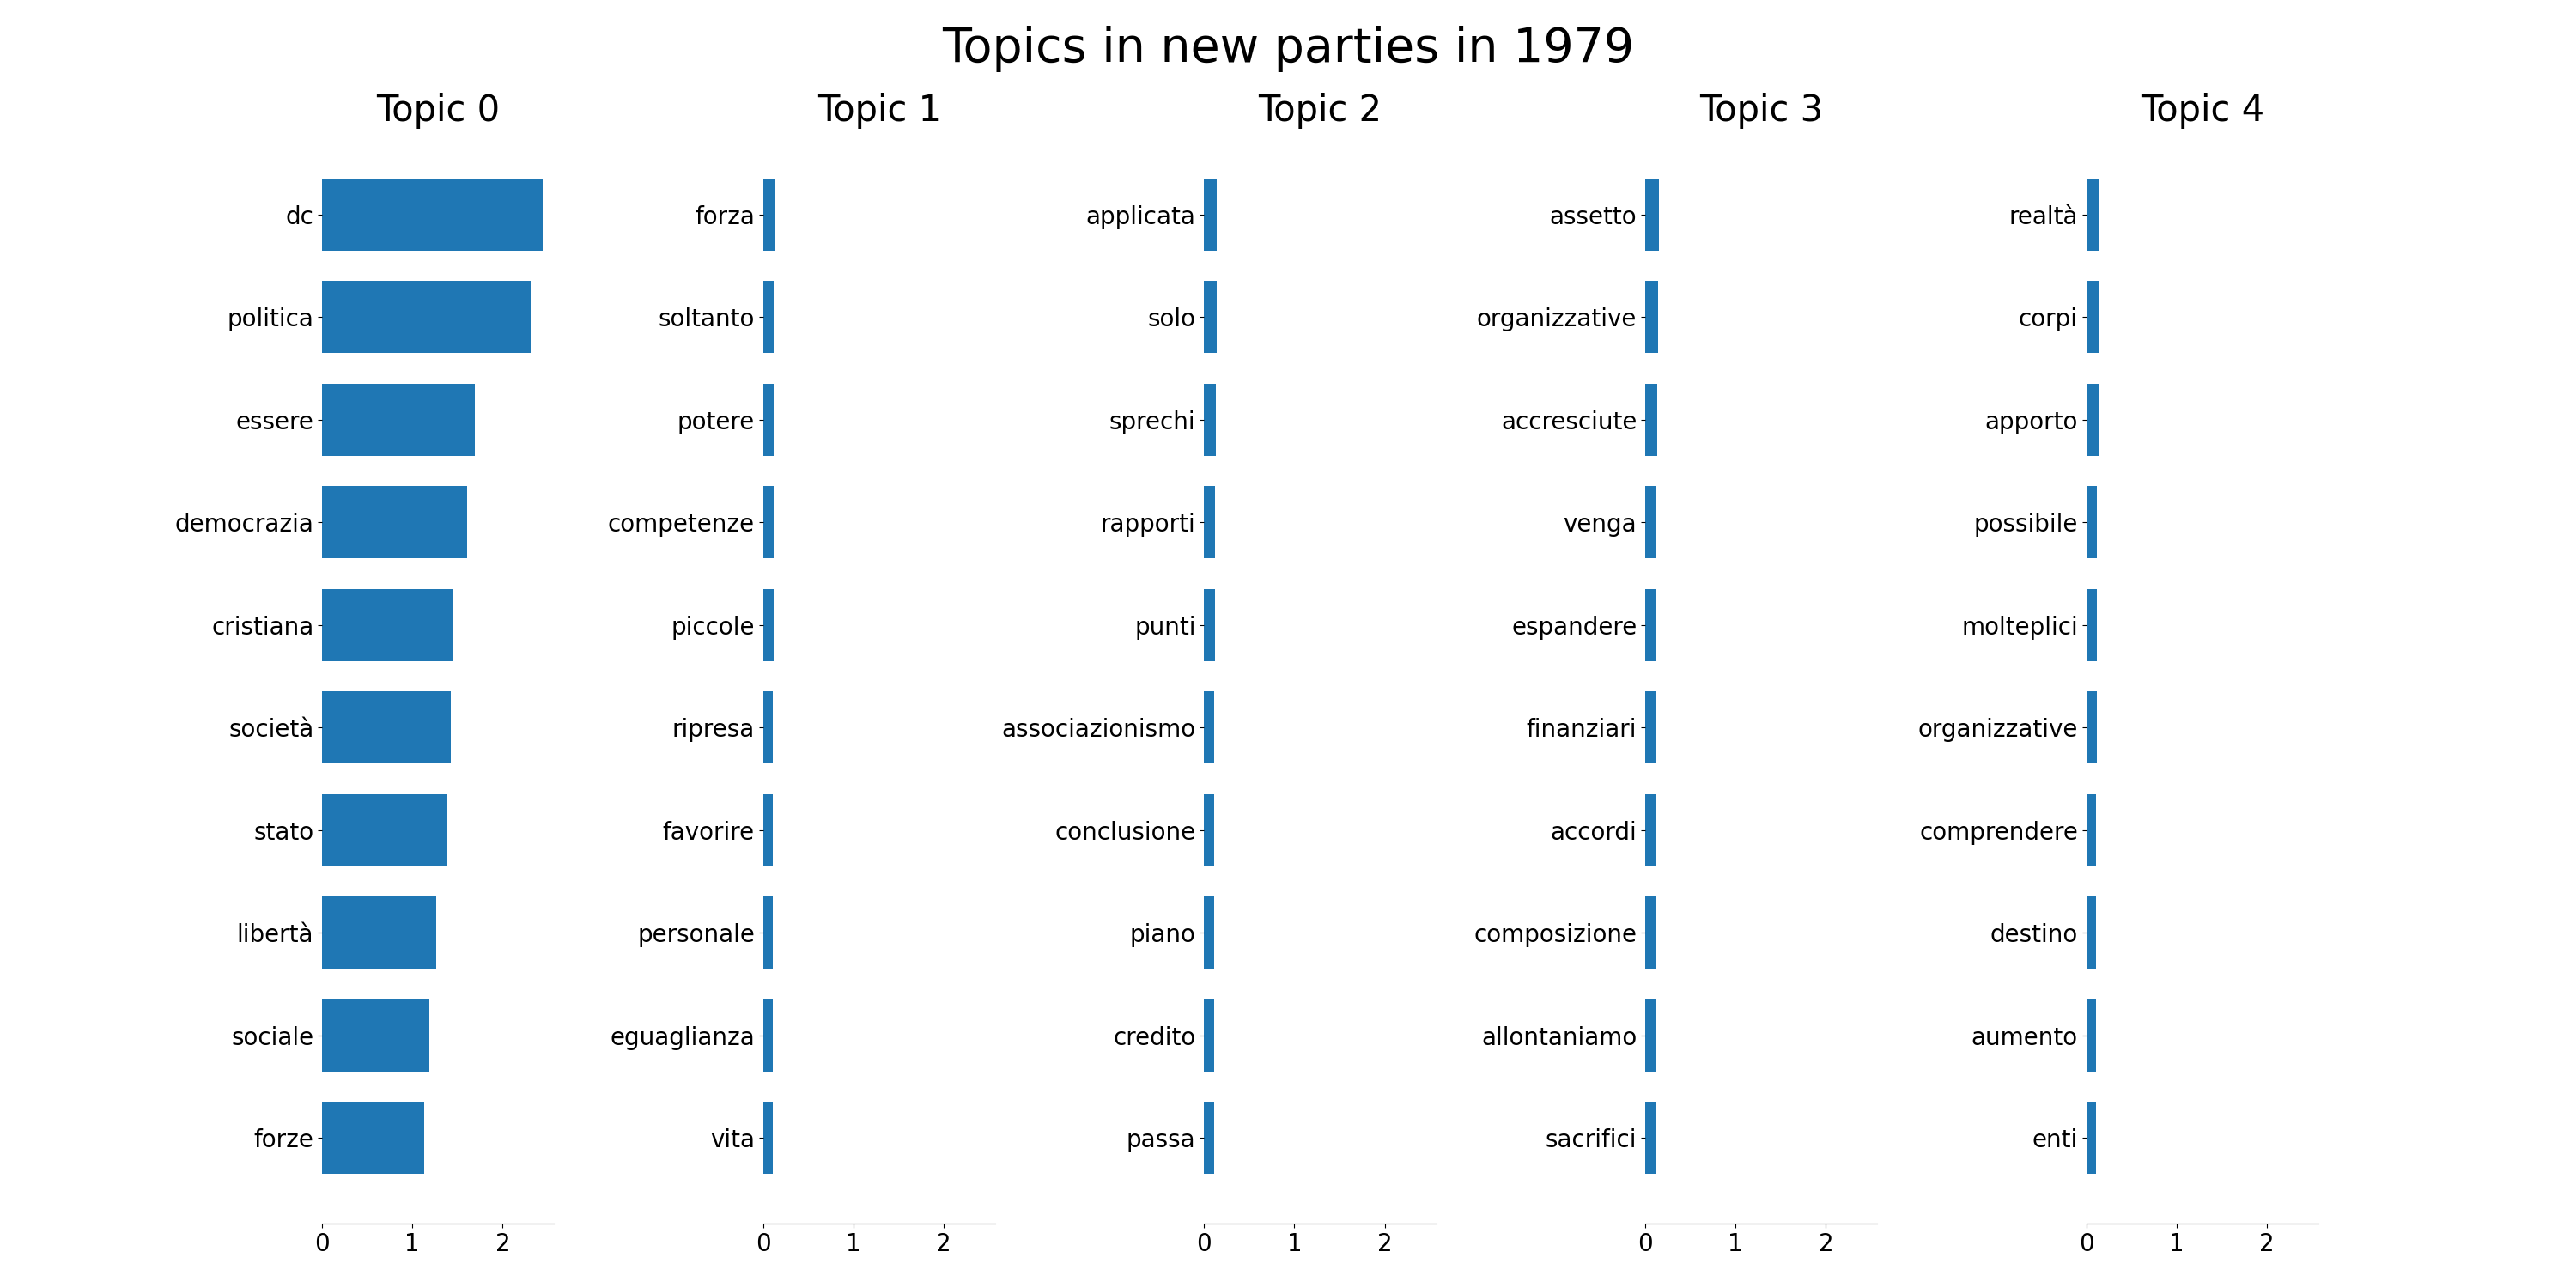 Topics in new parties in 1979
Topic 0
dc
politica
essere
democrazia
cristiana
società
stato
libertà
sociale
forze
0 1 2
Topic 1
forza
soltanto
potere
competenze
piccole
ripresa
favorire
personale
eguaglianza
vita
0 1 2
Topic 2
applicata
solo
sprechi
rapporti
punti
associazionismo
conclusione
piano
credito
passa
0 1 2
Topic 3
assetto
organizzative
accresciute
venga
espandere
finanziari
accordi
composizione
allontaniamo
sacrifici
0 1 2
Topic 4
realtà
corpi
apporto
possibile
molteplici
organizzative
comprendere
destino
aumento
enti
0 1 2